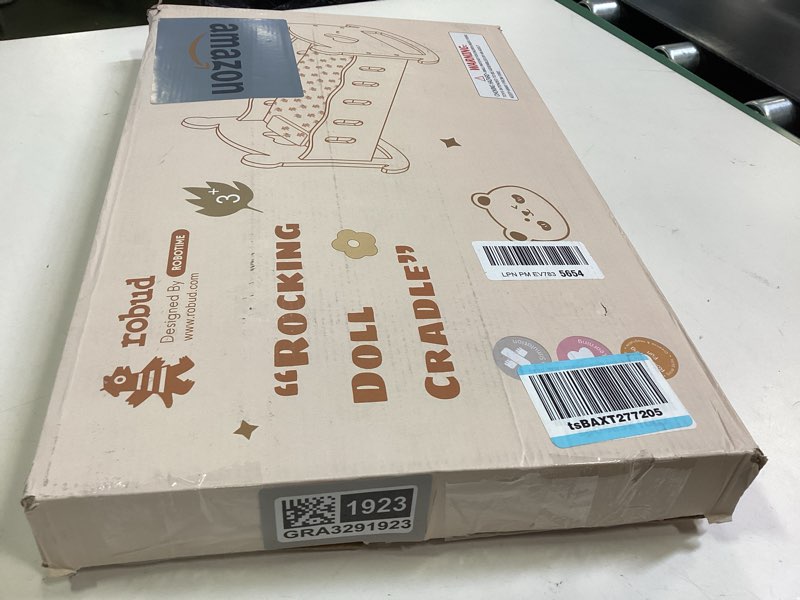 amazon
WARNING:
3+
robud
Designed By ROBOTIME
www.robud.com
“ROCKING
DOLL
CRADLE”
LPN PM EV783 5654
tsBAXT277205
1923
GRA3291923